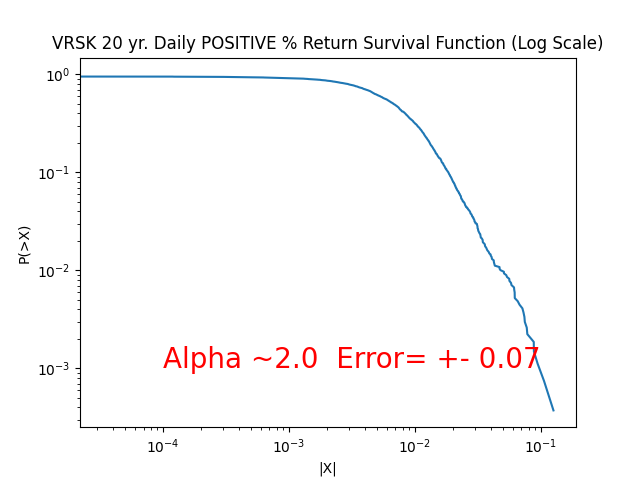 VRSK 20 yr. Daily POSITIVE % Return Survival Function (Log Scale)
10⁰
10⁻¹
10⁻²
10⁻³
P(>X)
Alpha ~2.0  Error= +- 0.07
10⁻⁴ 10⁻³ 10⁻² 10⁻¹
|X|